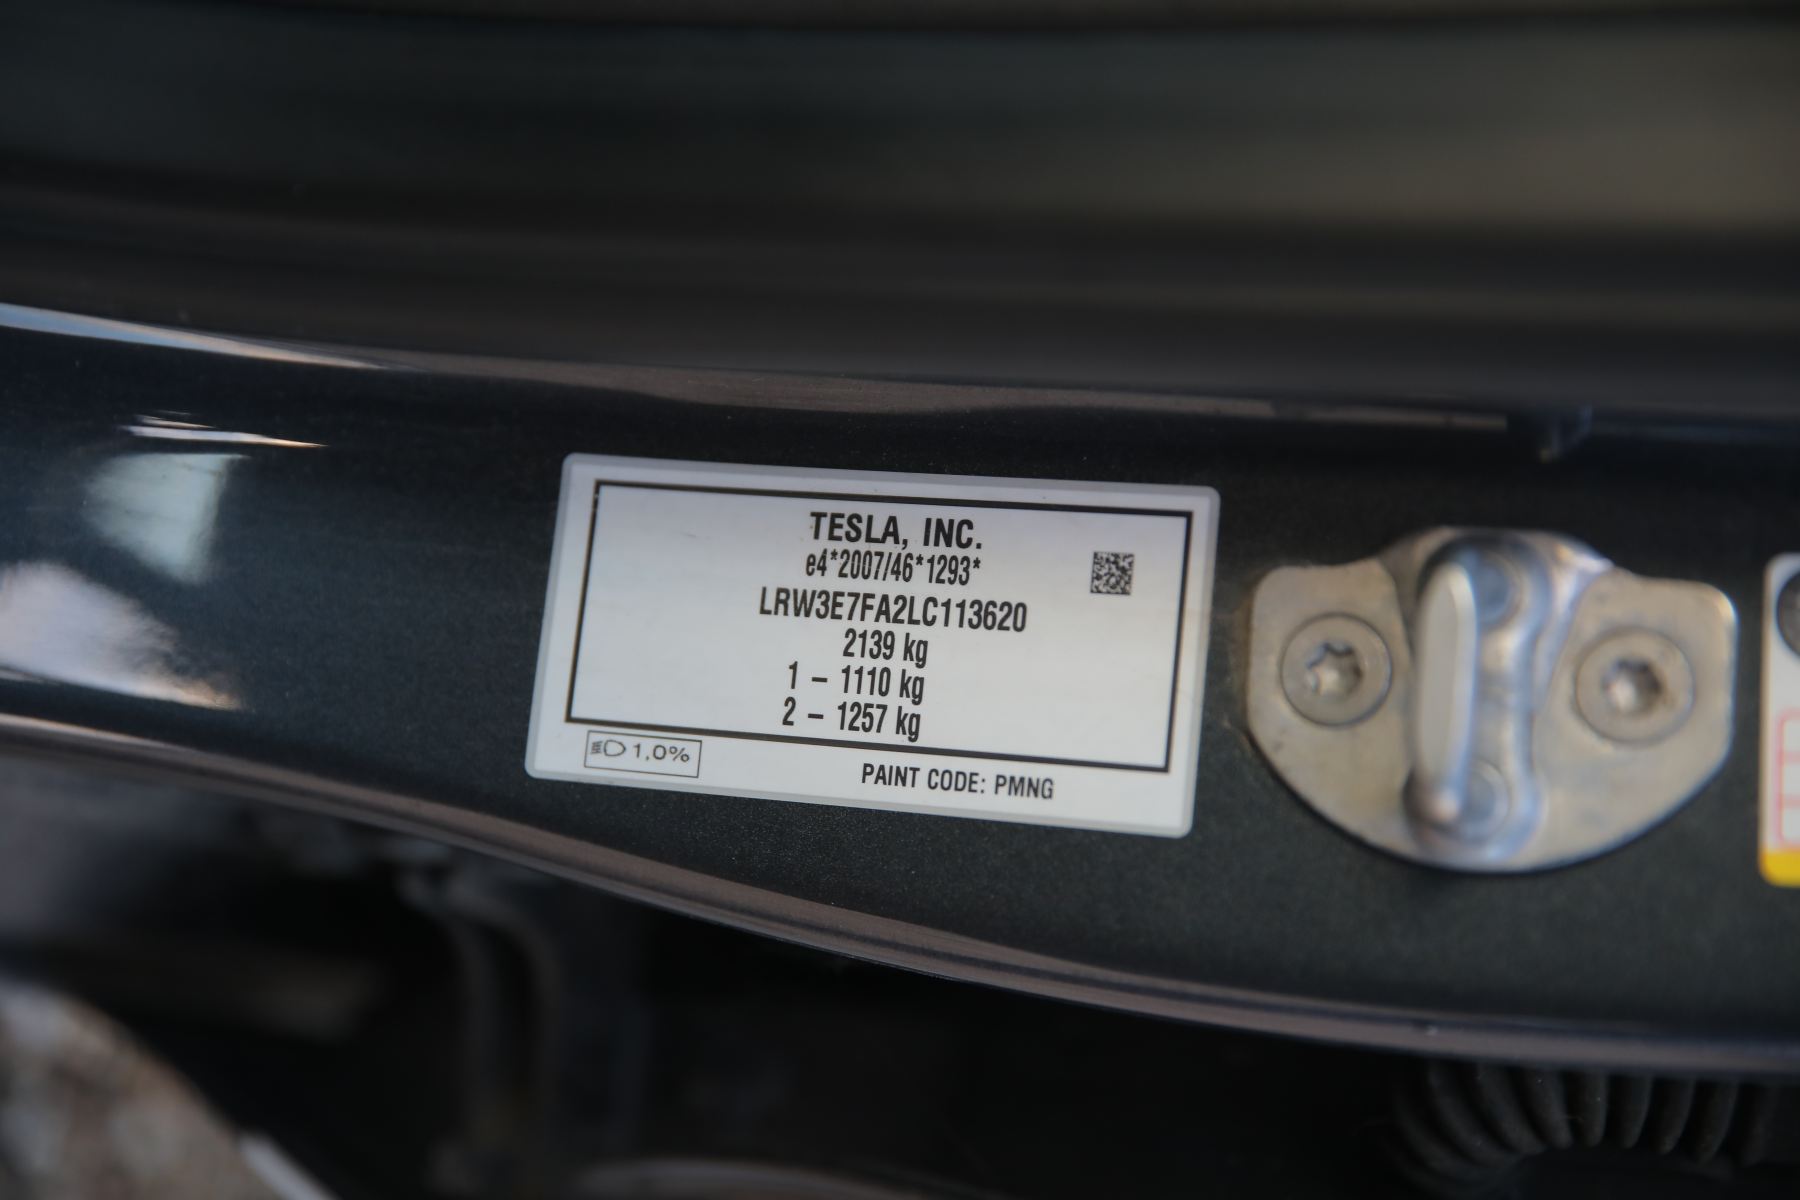 TESLA, INC.
e4*2007/46*1293*
LRW3E7FA2LC113620
2139 kg
1 – 1110 kg
2 – 1257 kg
1,0%
PAINT CODE: PMNG